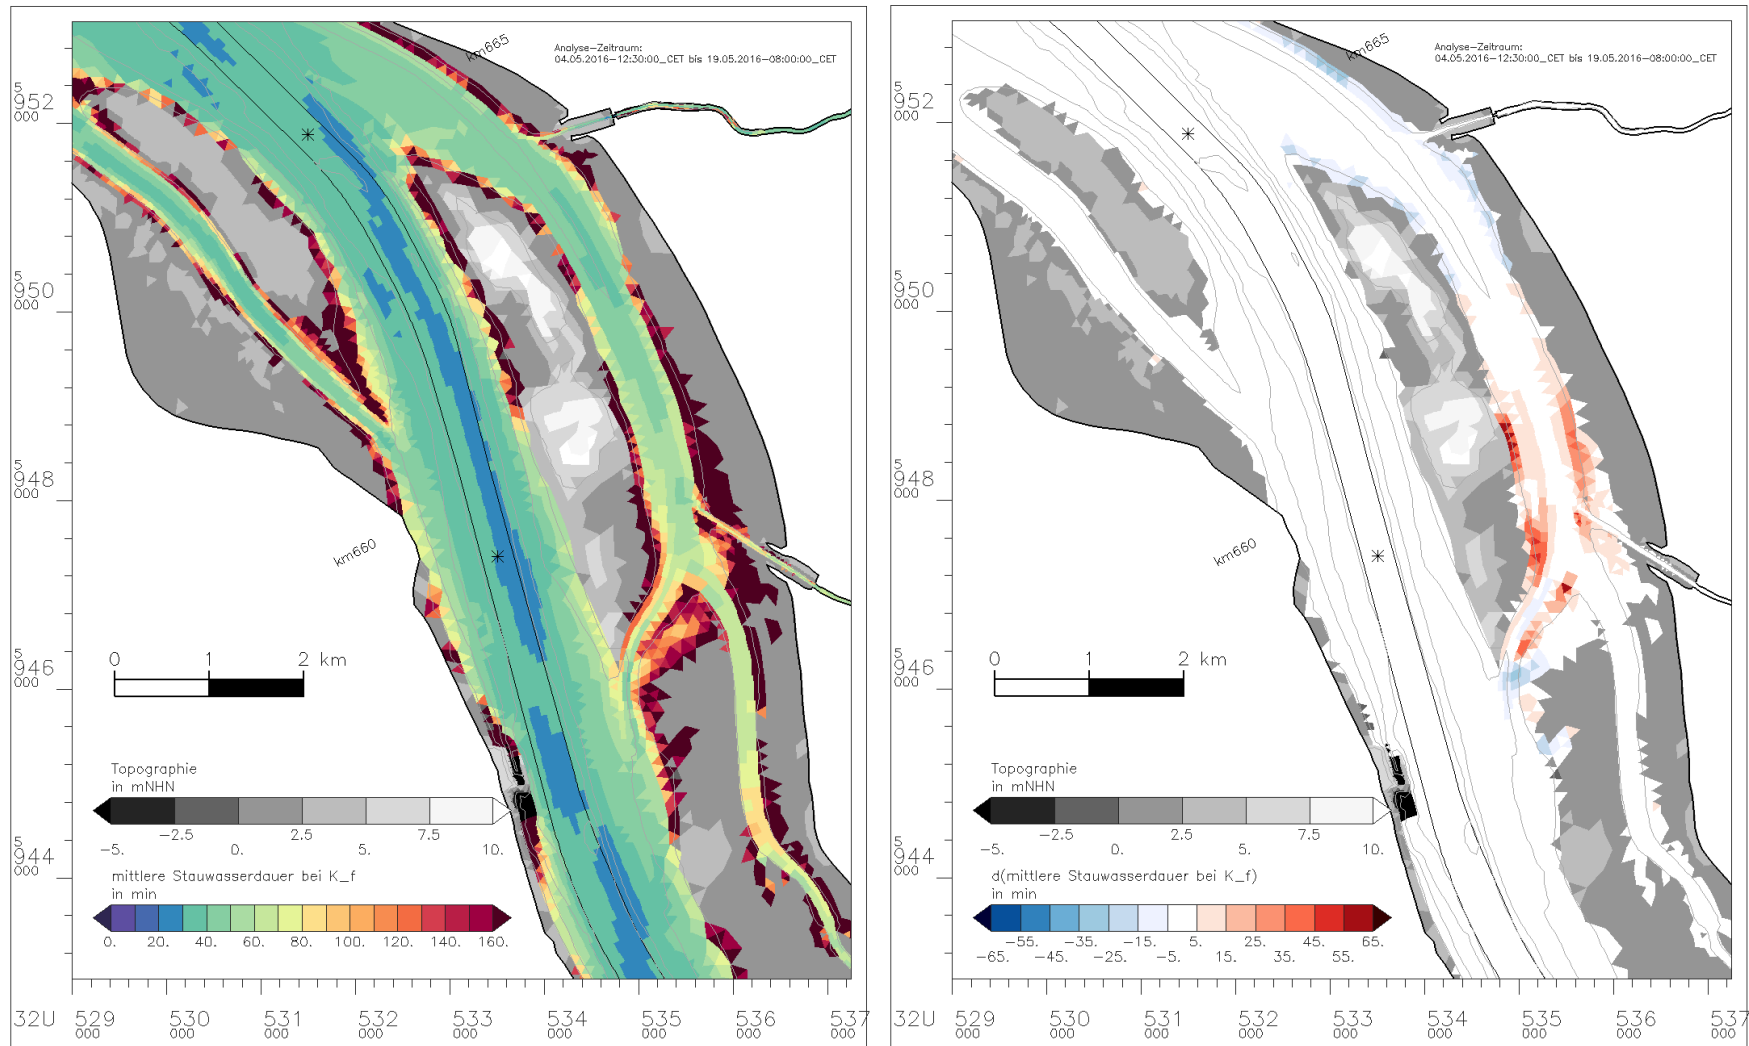 km665
Analyse-Zeitraum:
04.05.2016-12:30:00_CET bis 19.05.2016-08:00:00_CET
5
952
000
5
950
000
5
948
000
km660
5
946
000
0 1 2 km
Topographie
in mNHN
-2.5 2.5 7.5
-5. 0. 5. 10.
5
944
000
mittlere Stauwasserdauer bei K_f
in min
0. 20. 40. 60. 80. 100. 120. 140. 160.
32U 529 530 531 532 533 534 535 536 537
000 000 000 000 000 000 000 000 000
km665
Analyse-Zeitraum:
04.05.2016-12:30:00_CET bis 19.05.2016-08:00:00_CET
5
952
000
5
950
000
5
948
000
km660
5
946
000
0 1 2 km
Topographie
in mNHN
-2.5 2.5 7.5
-5. 0. 5. 10.
5
944
000
d(mittlere Stauwasserdauer bei K_f)
in min
-55. -35. -15. 5. 25. 45. 65.
-65. -45. -25. -5. 15. 35. 55.
32U 529 530 531 532 533 534 535 536 537
000 000 000 000 000 000 000 000 000